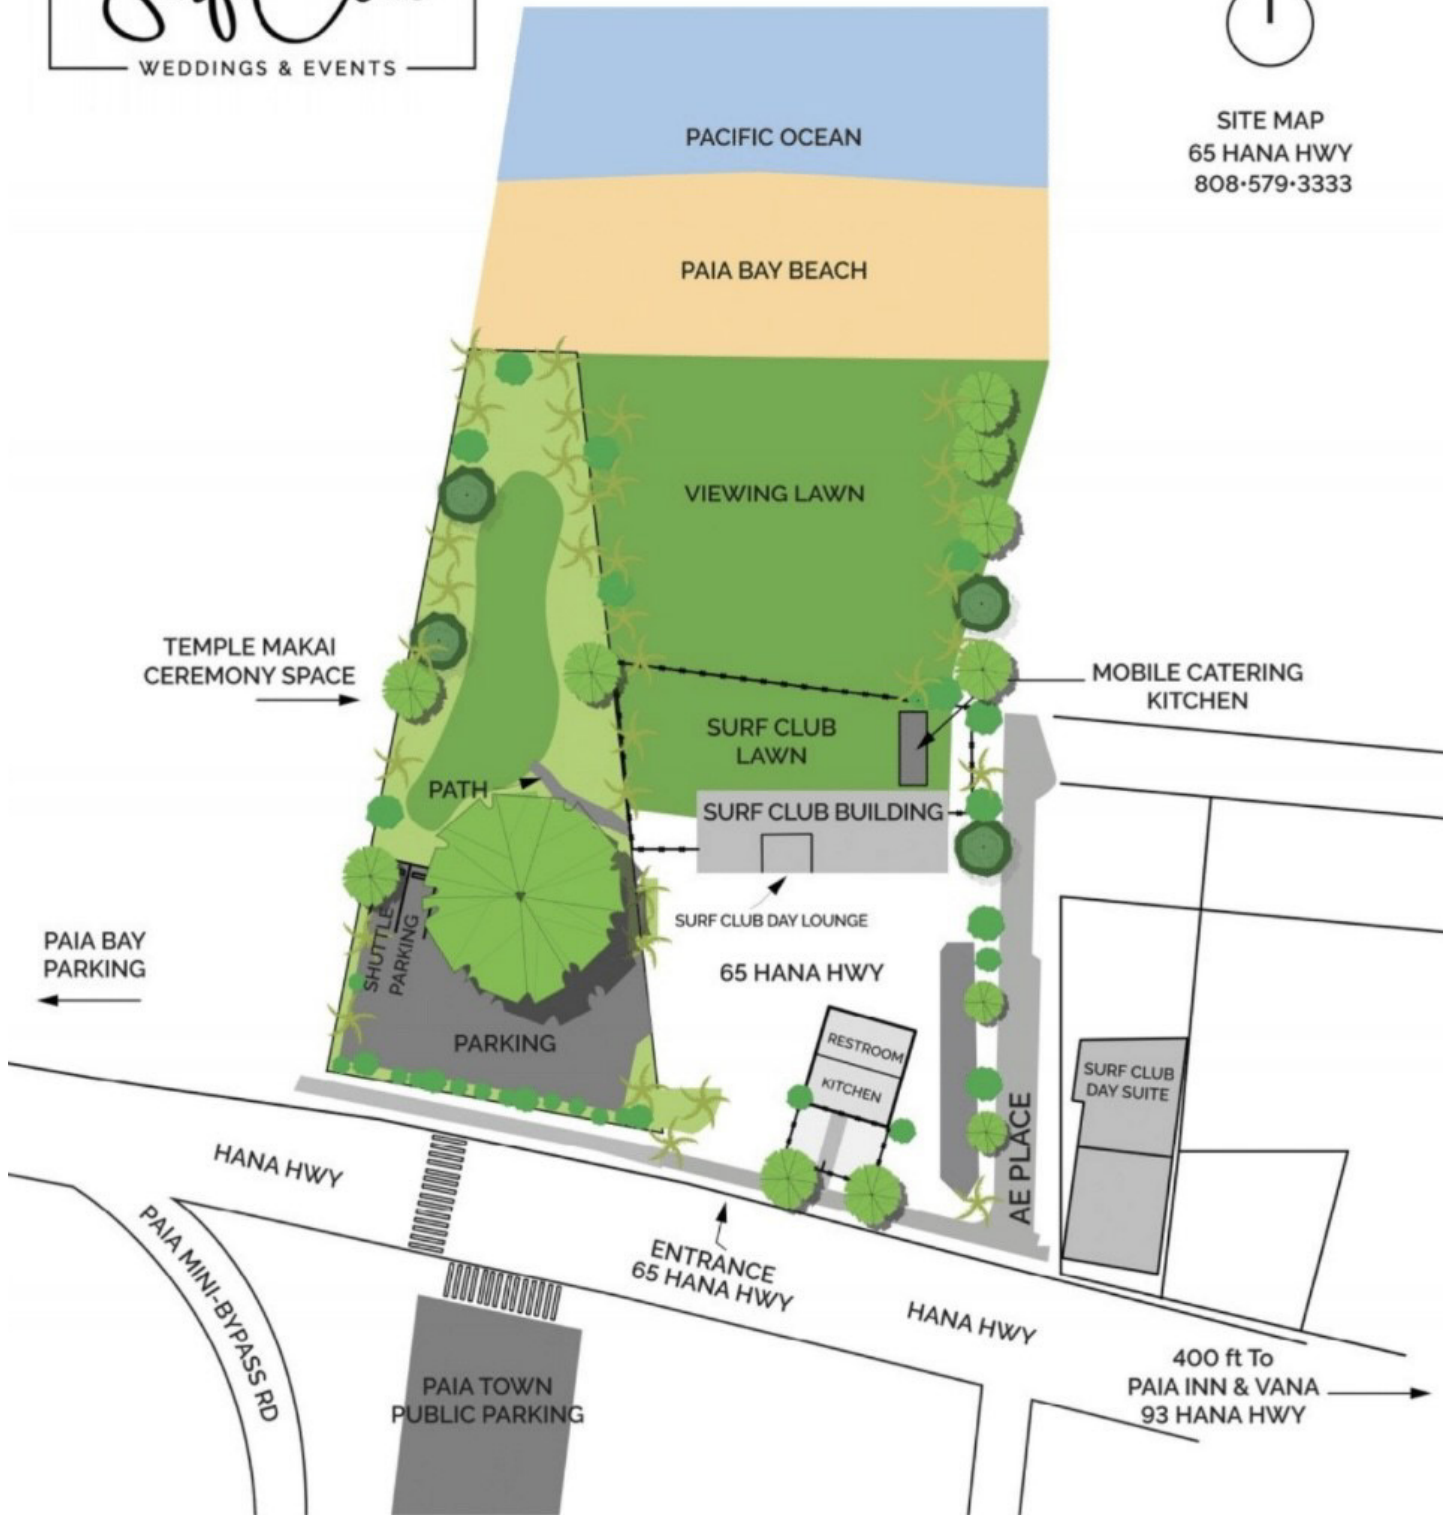 WEDDINGS & EVENTS
SITE MAP
65 HANA HWY
808•579•3333
PACIFIC OCEAN
PAIA BAY BEACH
VIEWING LAWN
TEMPLE MAKAI
CEREMONY SPACE
MOBILE CATERING
KITCHEN
SURF CLUB
LAWN
PATH
SURF CLUB BUILDING
SURF CLUB DAY LOUNGE
PAIA BAY
PARKING
SHUTTLE
PARKING
65 HANA HWY
PARKING
RESTROOM
KITCHEN
SURF CLUB
DAY SUITE
AE PLACE
HANA HWY
PAIA MINI-BYPASS RD
ENTRANCE
65 HANA HWY
HANA HWY
400 ft To
PAIA INN & VANA
93 HANA HWY
PAIA TOWN
PUBLIC PARKING